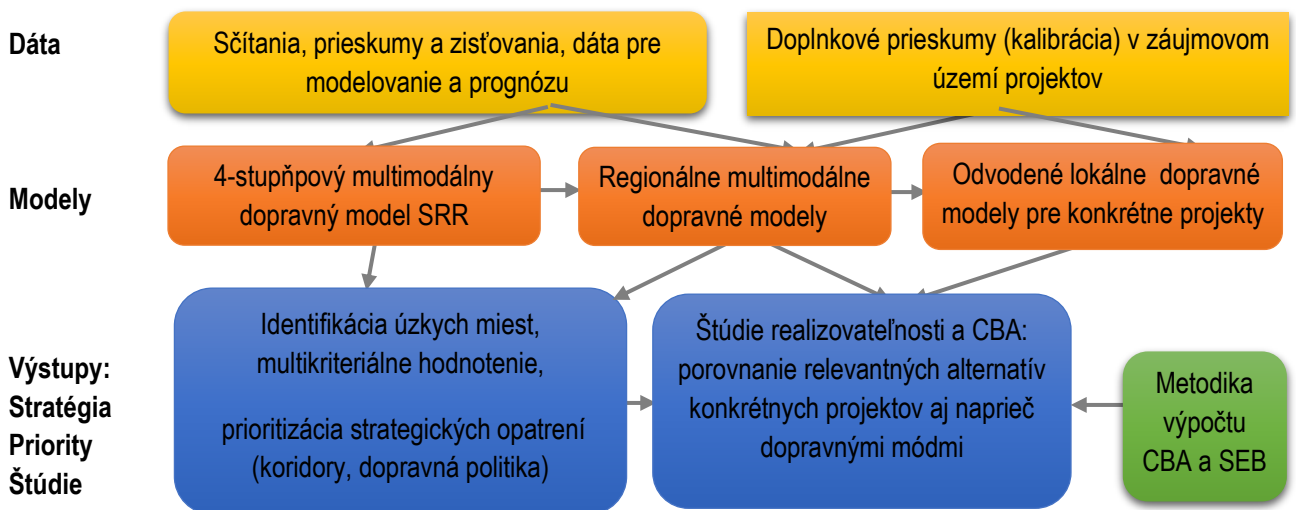 Dáta
Sčítania, prieskumy a zisťovania, dáta pre
modelovanie a prognózu
Doplnkové prieskumy (kalibrácia) v záujmovom
území projektov
Modely
4-stupňpový multimodálny
dopravný model SRR
Regionálne multimodálne
dopravné modely
Odvodené lokálne dopravné
modely pre konkrétne projekty
Výstupy:
Stratégia
Priority
Štúdie
Identifikácia úzkych miest,
multikriteriálne hodnotenie,
prioritizácia strategických opatrení
(koridory, dopravná politika)
Štúdie realizovateľnosti a CBA:
porovnanie relevantných alternatív
konkrétnych projektov aj naprieč
dopravnými módmi
Metodika
výpočtu
CBA a SEB